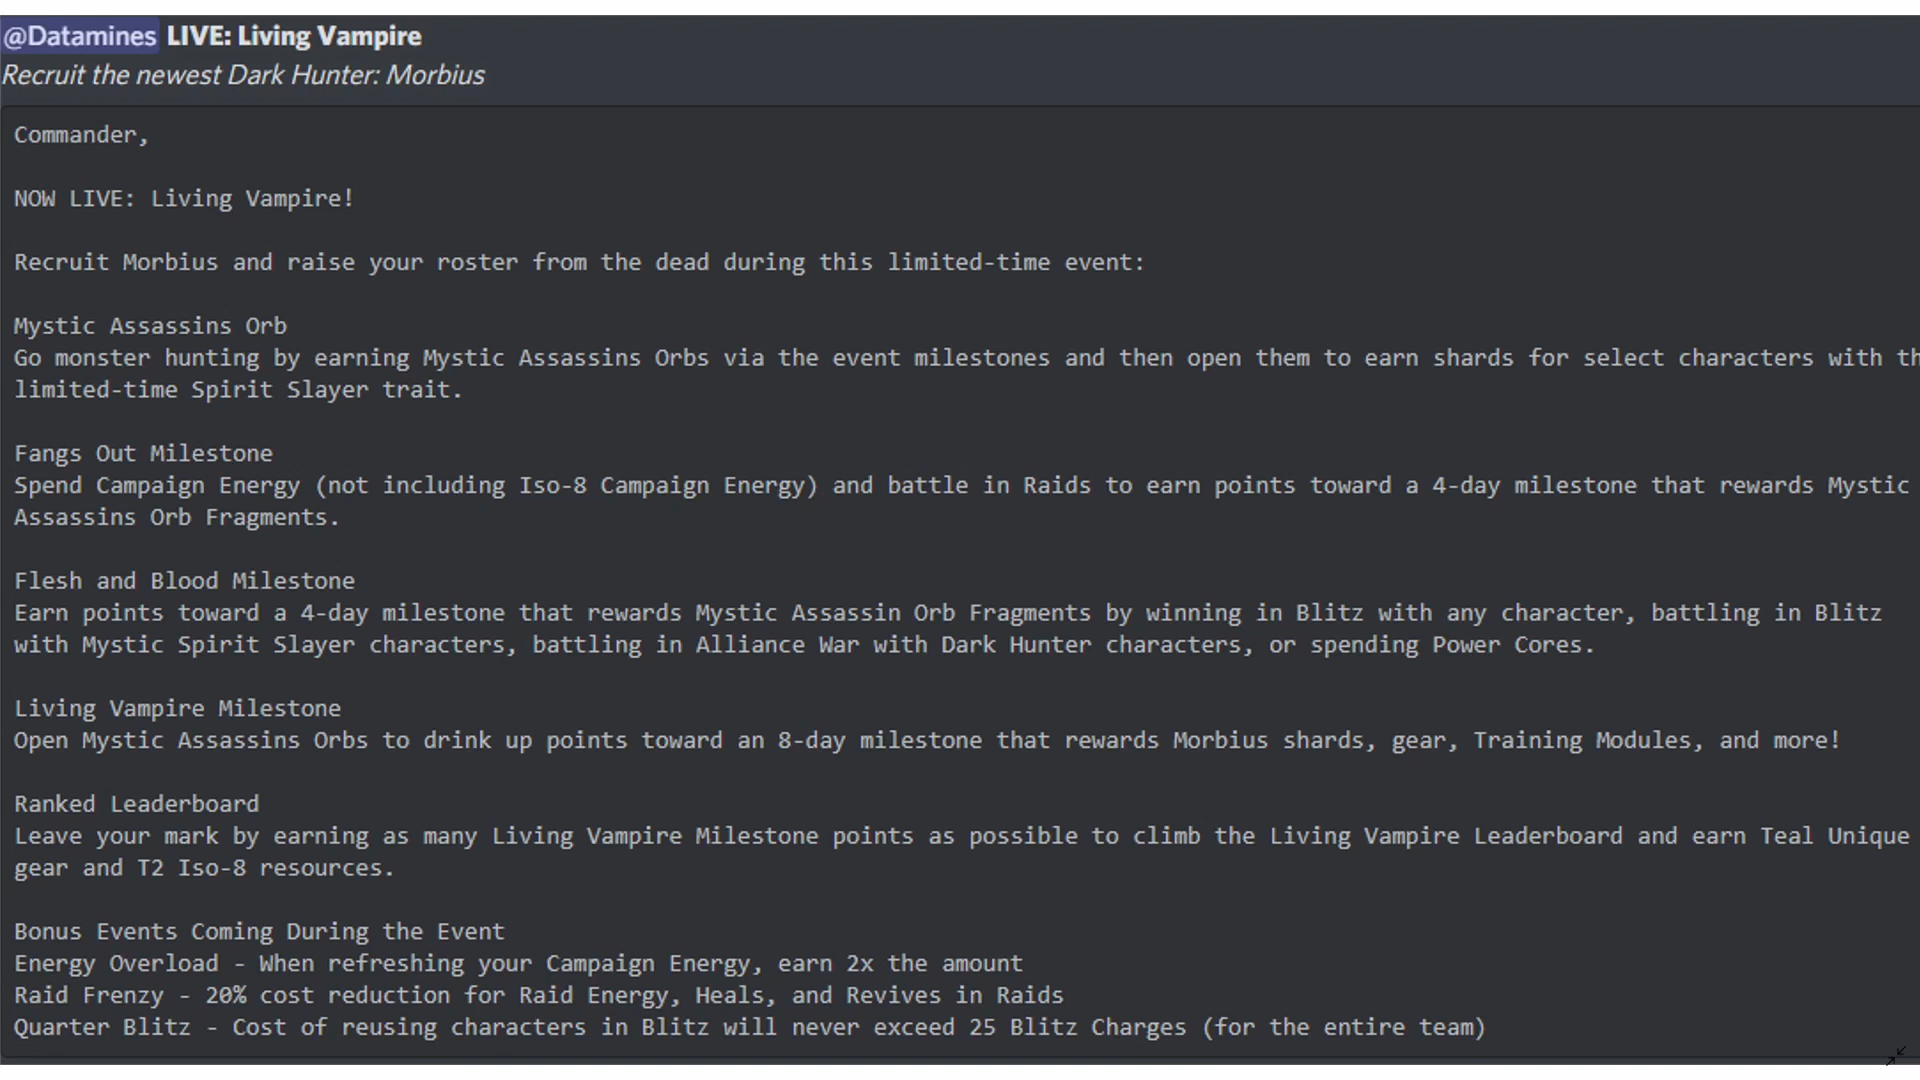 @Datamines LIVE: Living Vampire
Recruit the newest Dark Hunter: Morbius
Commander,
NOW LIVE: Living Vampire!
Recruit Morbius and raise your roster from the dead during this limited-time event:
Mystic Assassins Orb
Go monster hunting by earning Mystic Assassins Orbs via the event milestones and then open them to earn shards for select characters with th
limited-time Spirit Slayer trait.
Fangs Out Milestone
Spend Campaign Energy (not including Iso-8 Campaign Energy) and battle in Raids to earn points toward a 4-day milestone that rewards Mystic
Assassins Orb Fragments.
Flesh and Blood Milestone
Earn points toward a 4-day milestone that rewards Mystic Assassin Orb Fragments by winning in Blitz with any character, battling in Blitz
with Mystic Spirit Slayer characters, battling in Alliance War with Dark Hunter characters, or spending Power Cores.
Living Vampire Milestone
Open Mystic Assassins Orbs to drink up points toward an 8-day milestone that rewards Morbius shards, gear, Training Modules, and more!
Ranked Leaderboard
Leave your mark by earning as many Living Vampire Milestone points as possible to climb the Living Vampire Leaderboard and earn Teal Unique
gear and T2 Iso-8 resources.
Bonus Events Coming During the Event
Energy Overload - When refreshing your Campaign Energy, earn 2x the amount
Raid Frenzy - 20% cost reduction for Raid Energy, Heals, and Revives in Raids
Quarter Blitz - Cost of reusing characters in Blitz will never exceed 25 Blitz Charges (for the entire team)